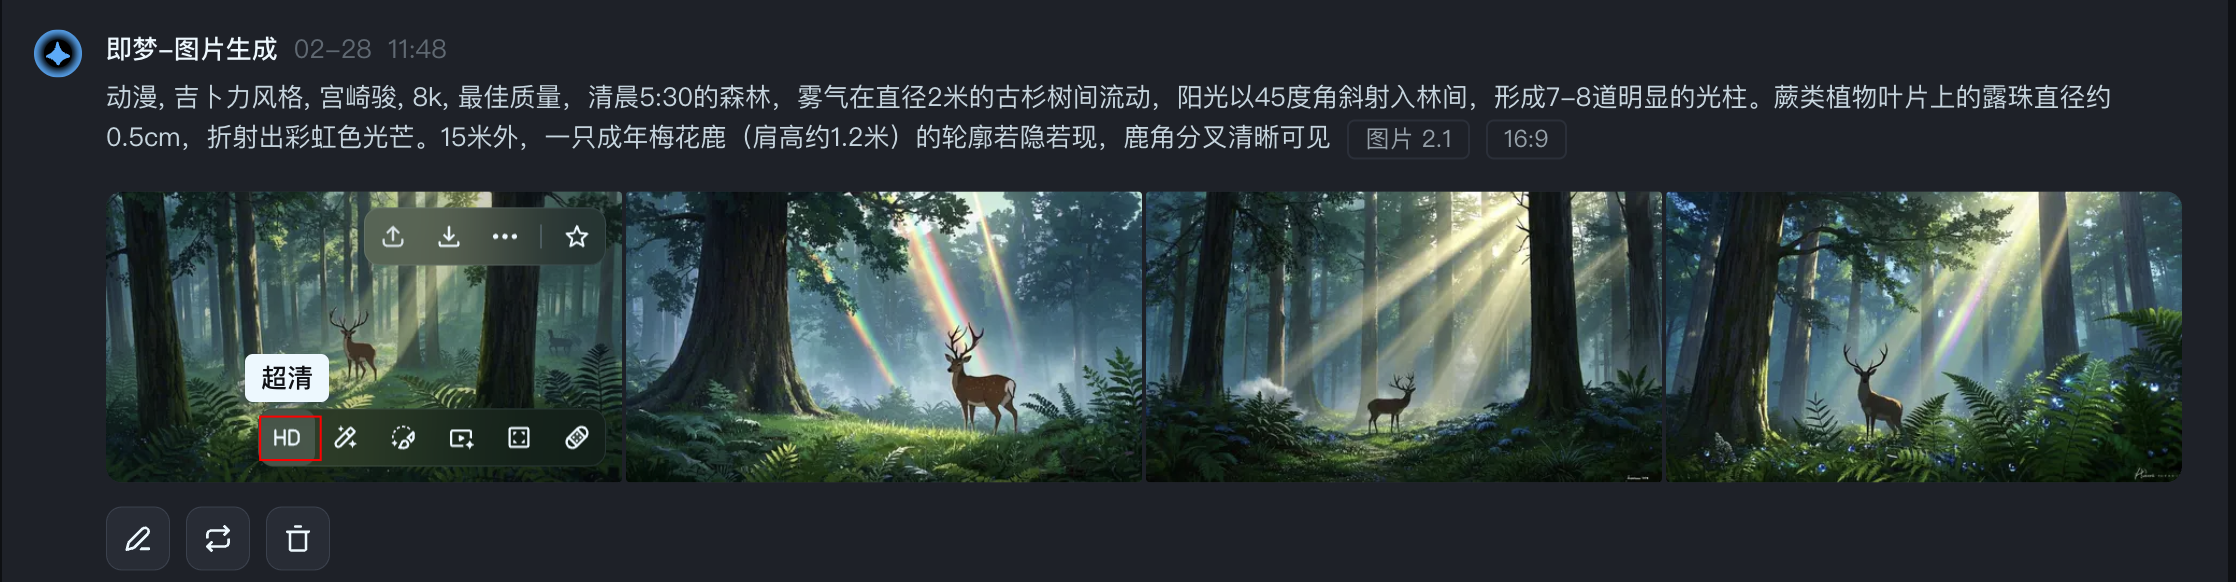 即梦-图片生成 02-28 11:48
动漫, 吉卜力风格, 宫崎骏, 8k, 最佳质量，清晨5:30的森林，雾气在直径2米的古杉树间流动，阳光以45度角斜射入林间，形成7-8道明显的光柱。蕨类植物叶片上的露珠直径约
0.5cm，折射出彩虹色光芒。15米外，一只成年梅花鹿（肩高约1.2米）的轮廓若隐若现，鹿角分叉清晰可见 图片 2.1 16:9
超清
HD